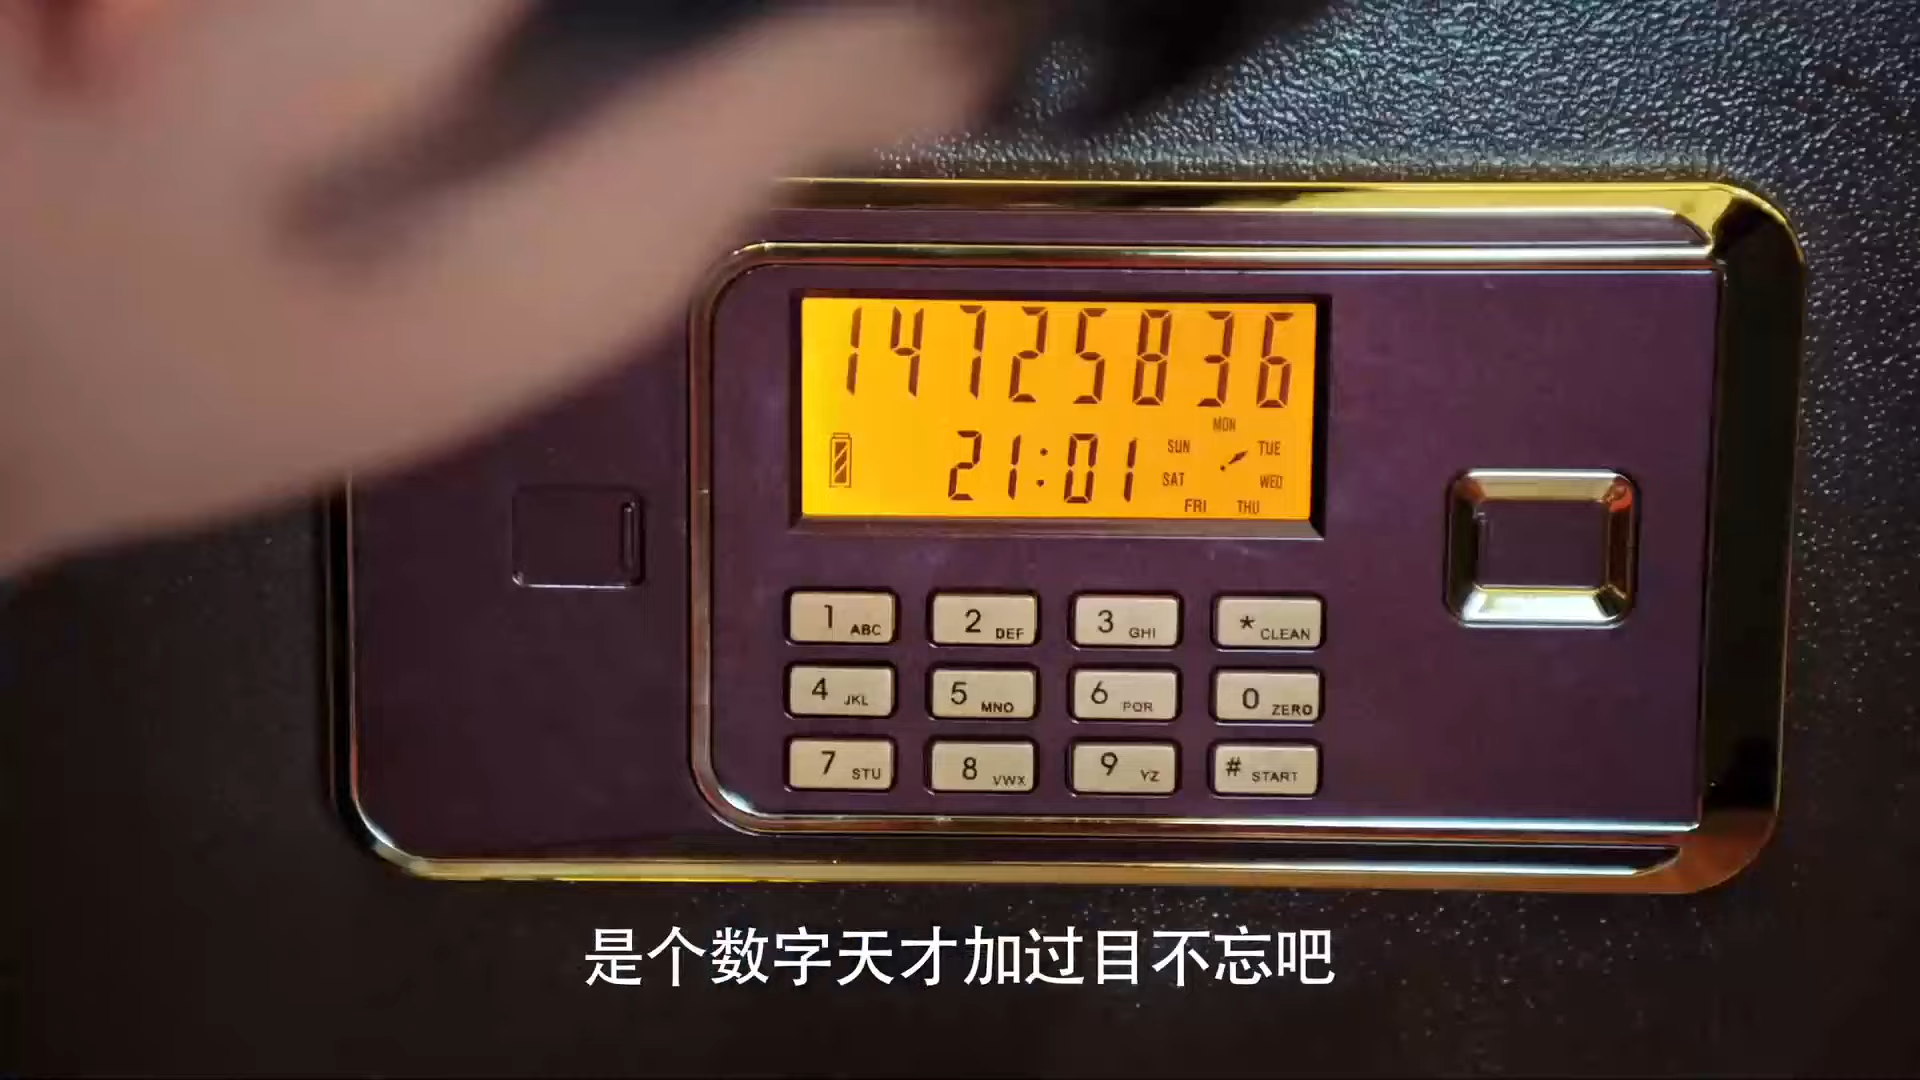 14725836
21:01
MON
SUN TUE
SAT WED
FRI THU
1 ABC 2 DEF 3 GHI * CLEAN
4 JKL 5 MNO 6 PQR 0 ZERO
7 STU 8 VWX 9 YZ # START
是个数字天才加过目不忘吧